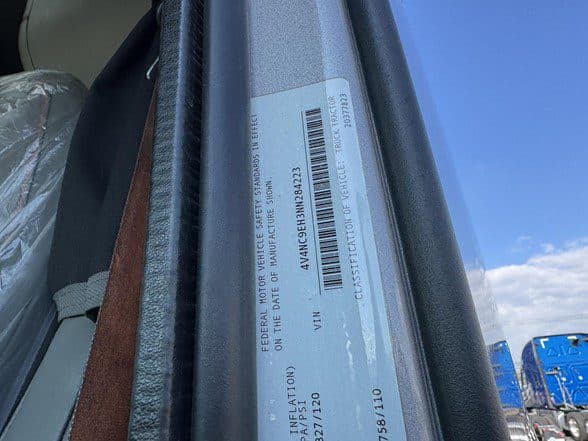 FEDERAL MOTOR VEHICLE SAFETY STANDARDS IN EFFECT
ON THE DATE OF MANUFACTURE SHOWN.
VIN 4V4NC9EH3NN284223
CLASSIFICATION OF VEHICLE: TRUCK TRACTOR
20377823
INFLATION)
PA/PSI
827/120
758/110